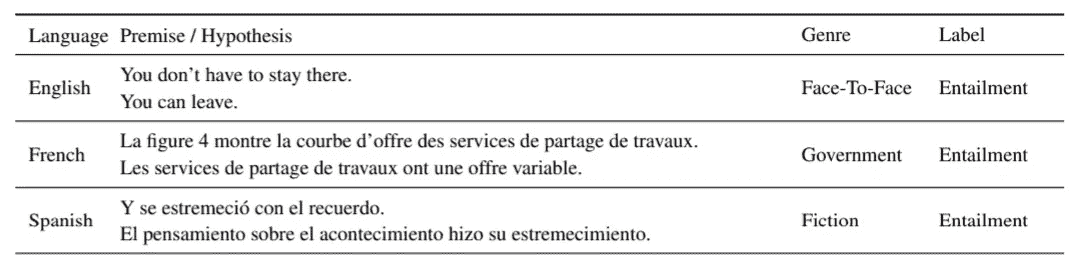 Language Premise / Hypothesis Genre Label
English You don't have to stay there. You can leave. Face-To-Face Entailment
French La figure 4 montre la courbe d'offre des services de partage de travaux. Les services de partage de travaux ont une offre variable. Government Entailment
Spanish Y se estremeció con el recuerdo. El pensamiento sobre el acontecimiento hizo su estremecimiento. Fiction Entailment